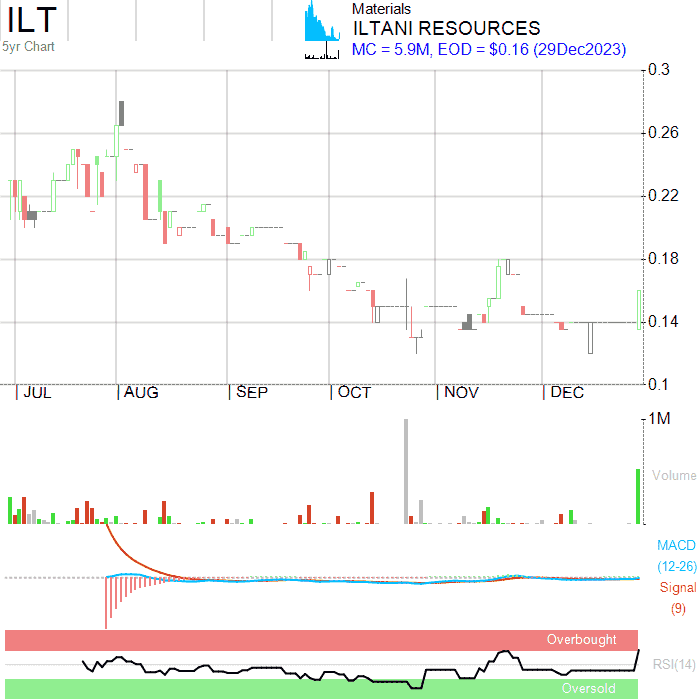 ILT
5yr Chart
Materials
ILTANI RESOURCES
MC = 5.9M, EOD = $0.16 (29Dec2023)
0.3
0.26
0.22
0.18
0.14
0.1
JUL AUG SEP OCT NOV DEC
1M
Volume
MACD
(12-26)
Signal
(9)
Overbought
RSI(14)
Oversold